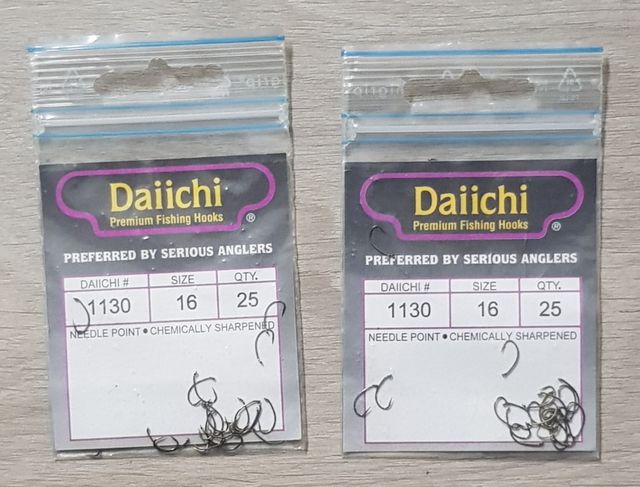 Daiichi
Premium Fishing Hooks
®
PREFERRED BY SERIOUS ANGLERS
DAIICHI # SIZE QTY.
1130 16 25
NEEDLE POINT • CHEMICALLY SHARPENED
Daiichi
Premium Fishing Hooks
®
PREFERRED BY SERIOUS ANGLERS
DAIICHI # SIZE QTY.
1130 16 25
NEEDLE POINT • CHEMICALLY SHARPENED